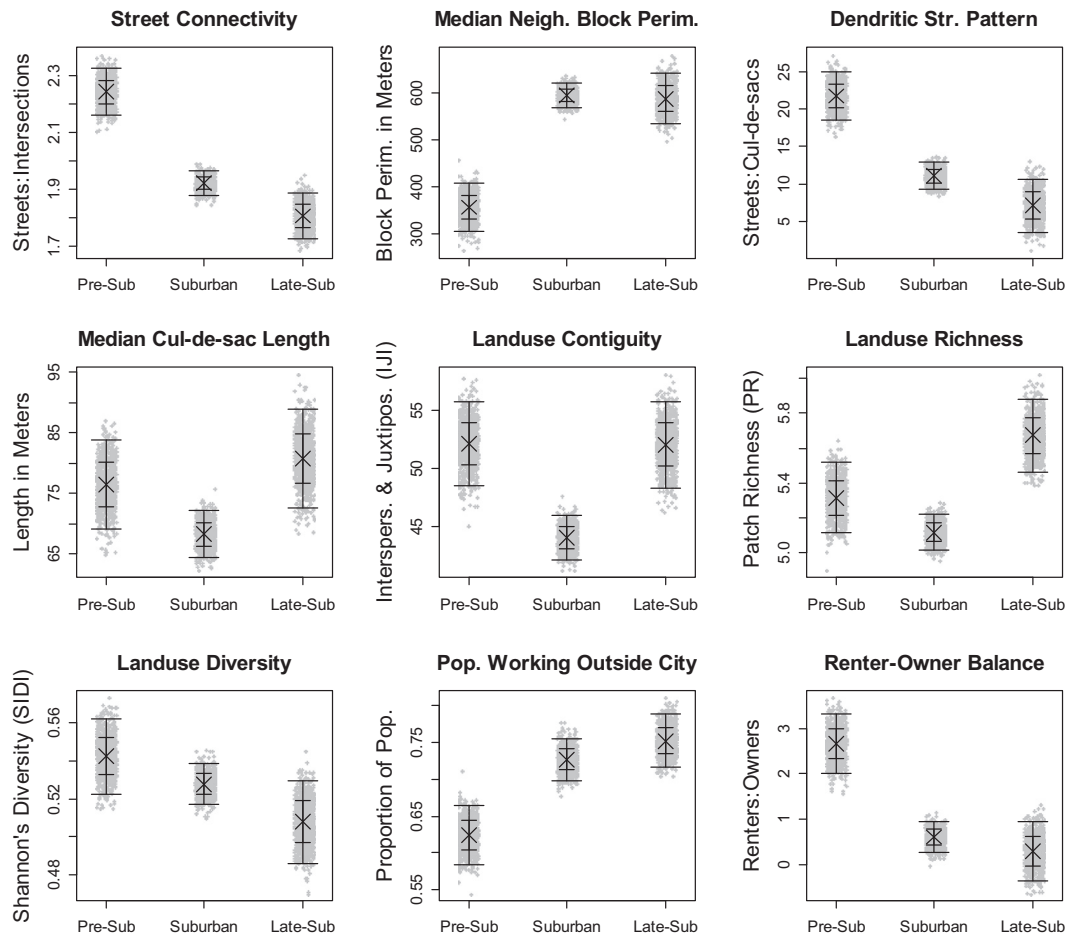 Street Connectivity
Streets:Intersections
2.3
2.1
1.9
1.7
Pre-Sub Suburban Late-Sub
Median Neigh. Block Perim.
Block Perim. in Meters
600
500
400
300
Pre-Sub Suburban Late-Sub
Dendritic Str. Pattern
Streets:Cul-de-sacs
25
20
15
10
5
Pre-Sub Suburban Late-Sub
Median Cul-de-sac Length
Length in Meters
95
85
75
65
Pre-Sub Suburban Late-Sub
Landuse Contiguity
Interspers. & Juxtipos. (IJI)
55
50
45
Pre-Sub Suburban Late-Sub
Landuse Richness
Patch Richness (PR)
5.8
5.4
5.0
Pre-Sub Suburban Late-Sub
Landuse Diversity
Shannon's Diversity (SIDI)
0.56
0.52
0.48
Pre-Sub Suburban Late-Sub
Pop. Working Outside City
Proportion of Pop.
0.75
0.65
0.55
Pre-Sub Suburban Late-Sub
Renter-Owner Balance
Renters:Owners
3
2
1
0
Pre-Sub Suburban Late-Sub